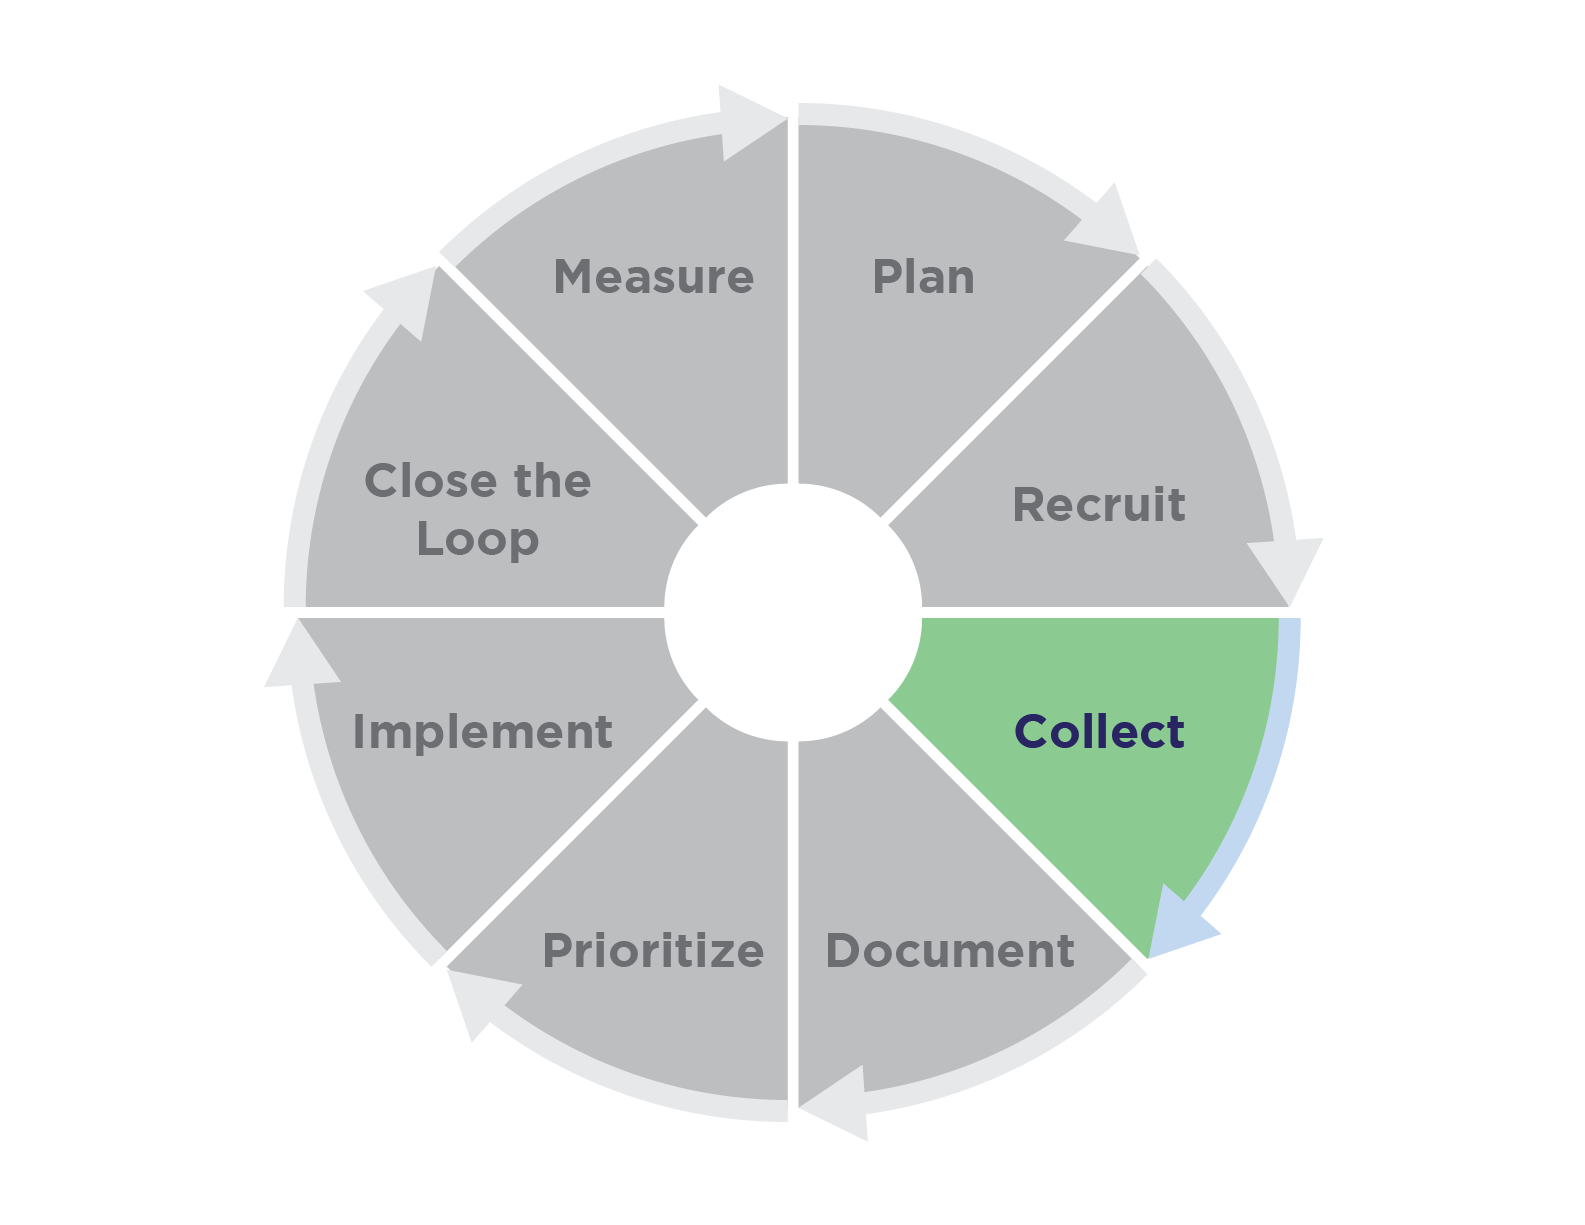 Plan
Recruit
Collect
Document
Prioritize
Implement
Close the
Loop
Measure